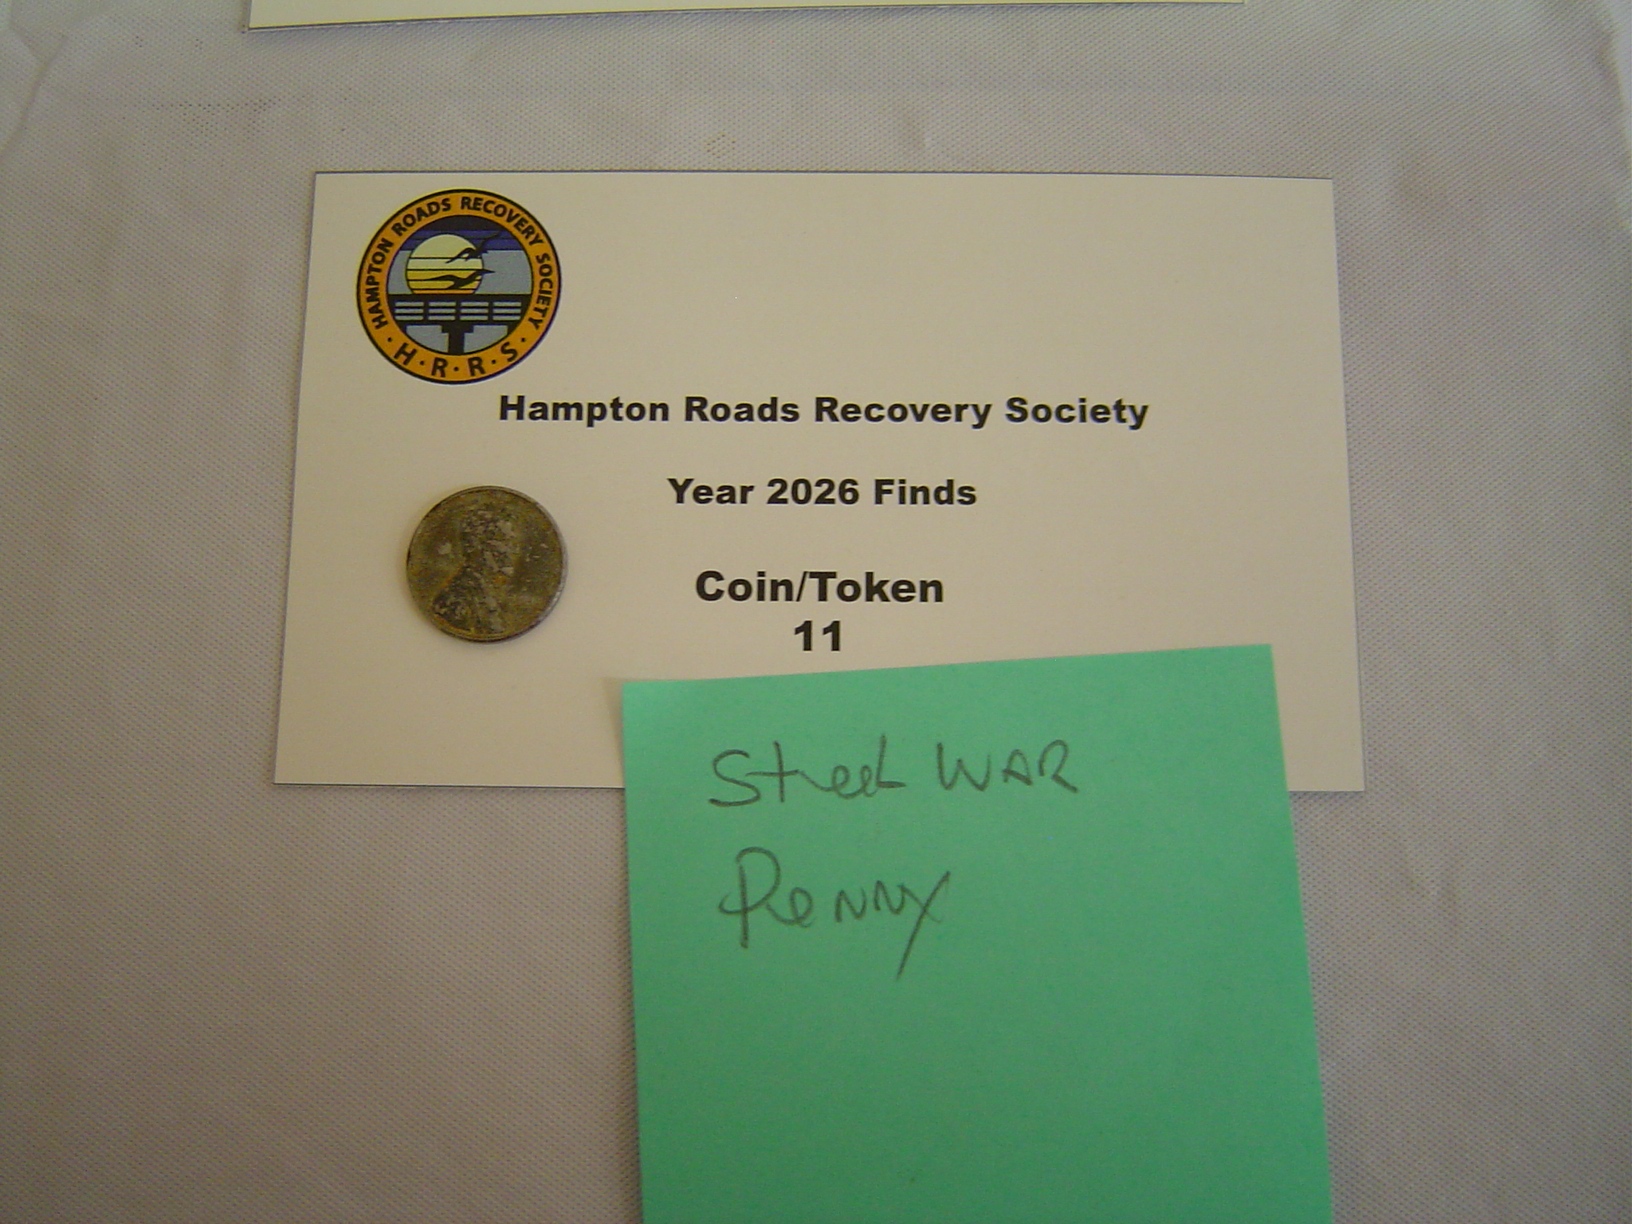 HAMPTON ROADS RECOVERY SOCIETY
· H · R · R · S ·
Hampton Roads Recovery Society
Year 2026 Finds
Coin/Token
11
Steel WAR
Penny